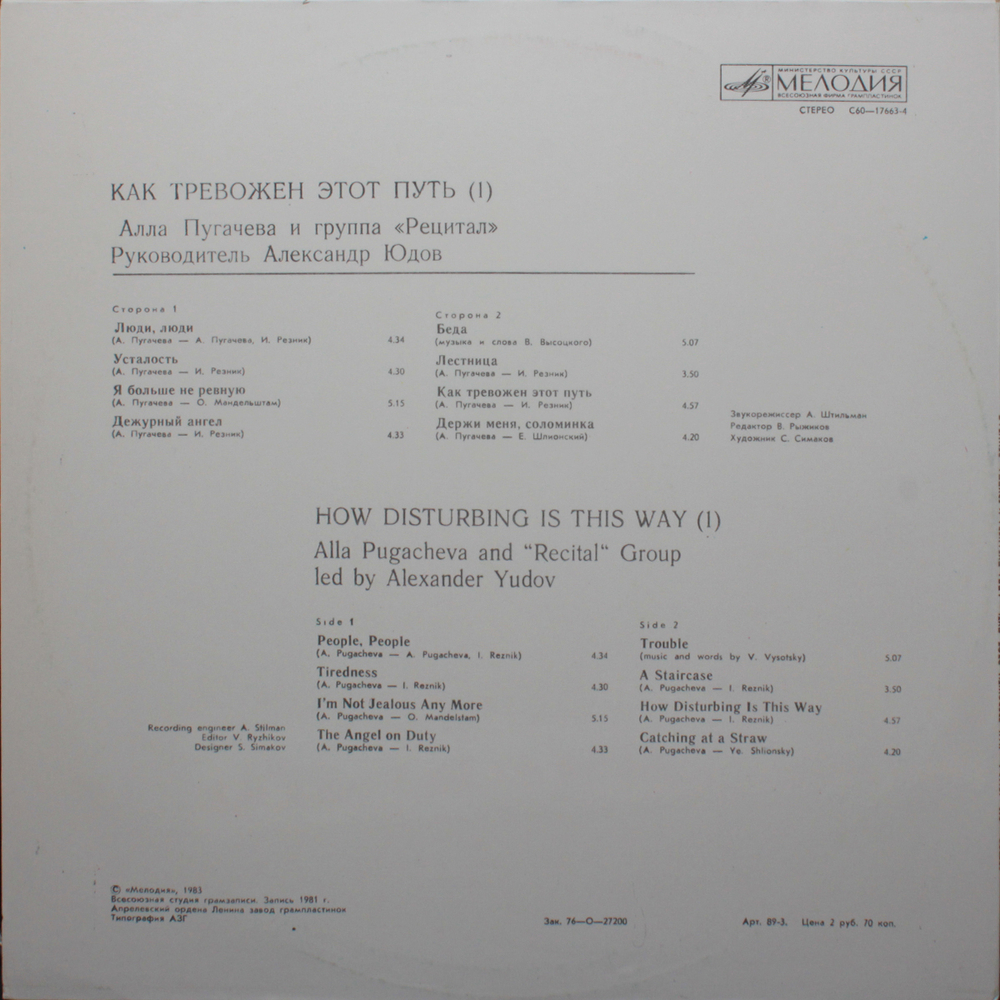 МИНИСТЕРСТВО КУЛЬТУРЫ СССР
МЕЛОДИЯ
ВСЕСОЮЗНАЯ ФИРМА ГРАМПЛАСТИНОК
СТЕРЕО С60—17663-4
КАК ТРЕВОЖЕН ЭТОТ ПУТЬ (I)
Алла Пугачева и группа «Рецитал»
Руководитель Александр Юдов
Сторона 1
Люди, люди
(А. Пугачева — А. Пугачева, И. Резник) 4.34
Усталость
(А. Пугачева — И. Резник) 4.30
Я больше не ревную
(А. Пугачева — О. Мандельштам) 5.15
Дежурный ангел
(А. Пугачева — И. Резник) 4.33
Сторона 2
Беда
(музыка и слова В. Высоцкого) 5.07
Лестница
(А. Пугачева — И. Резник) 3.50
Как тревожен этот путь
(А. Пугачева — И. Резник) 4.57
Держи меня, соломинка
(А. Пугачева — Е. Шлионский) 4.20
Звукорежиссер А. Штильман
Редактор В. Рыжиков
Художник С. Симаков
HOW DISTURBING IS THIS WAY (I)
Alla Pugacheva and “Recital“ Group
led by Alexander Yudov
Side 1
People, People
(A. Pugacheva — A. Pugacheva, I. Reznik) 4.34
Tiredness
(A. Pugacheva — I. Reznik) 4.30
I'm Not Jealous Any More
(A. Pugacheva — O. Mandelstam) 5.15
The Angel on Duty
(A. Pugacheva — I. Reznik) 4.33
Side 2
Trouble
(music and words by V. Vysotsky) 5.07
A Staircase
(A. Pugacheva — I. Reznik) 3.50
How Disturbing Is This Way
(A. Pugacheva — I. Reznik) 4.57
Catching at a Straw
(A. Pugacheva — Ye. Shlionsky) 4.20
Recording engineer A. Stilman
Editor V. Ryzhikov
Designer S. Simakov
© «Мелодия», 1983
Всесоюзная студия грамзаписи. Запись 1981 г.
Апрелевский ордена Ленина завод грампластинок
Типография АЗГ
Зак. 76—О—27200
Арт. 89-3. Цена 2 руб. 70 коп.